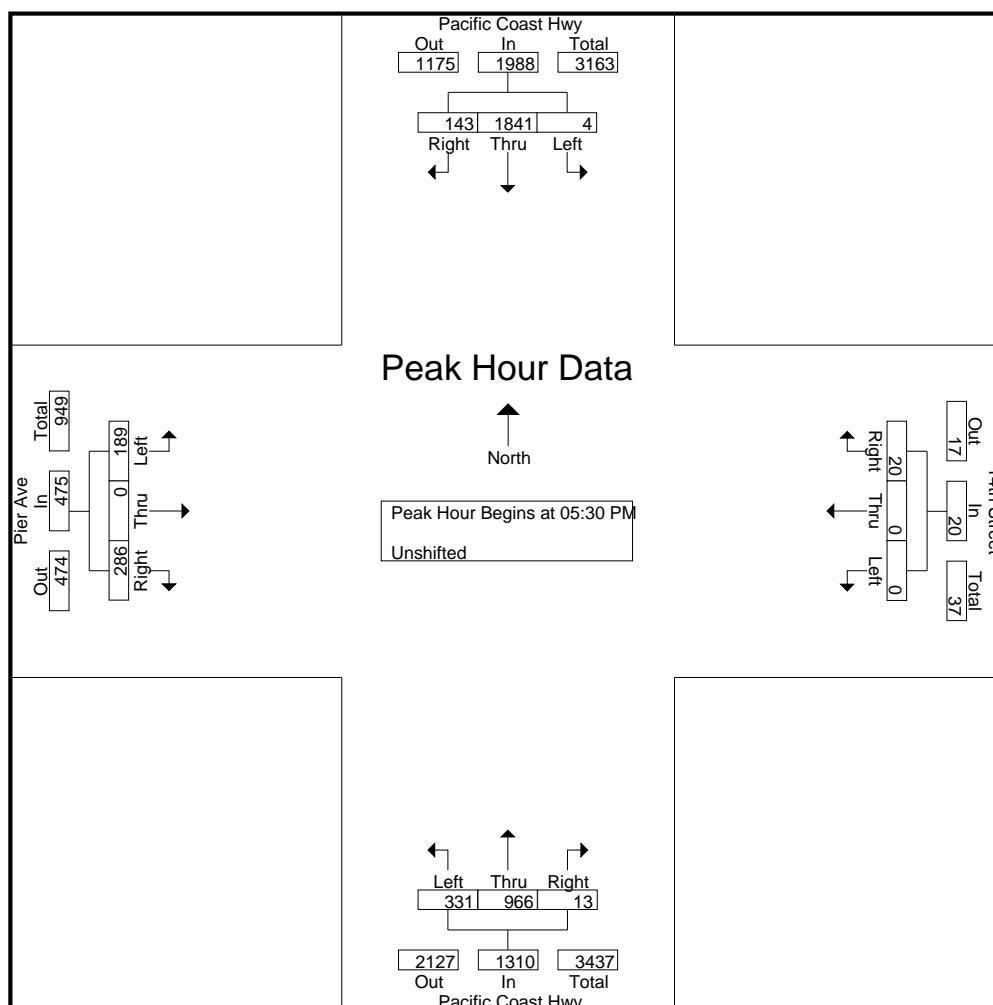 Pacific Coast Hwy
Out In Total
1175 1988 3163
143 1841 4
Right Thru Left
Peak Hour Data
North
Peak Hour Begins at 05:30 PM
Unshifted
Pier Ave
Out In Total
474 475 949
286 0 189
Right Thru Left
Right Thru Left
20 0 0
Out In Total
17 20 37
Street
Left Thru Right
331 966 13
2127 1310 3437
Out In Total
Pacific Coast Hwy